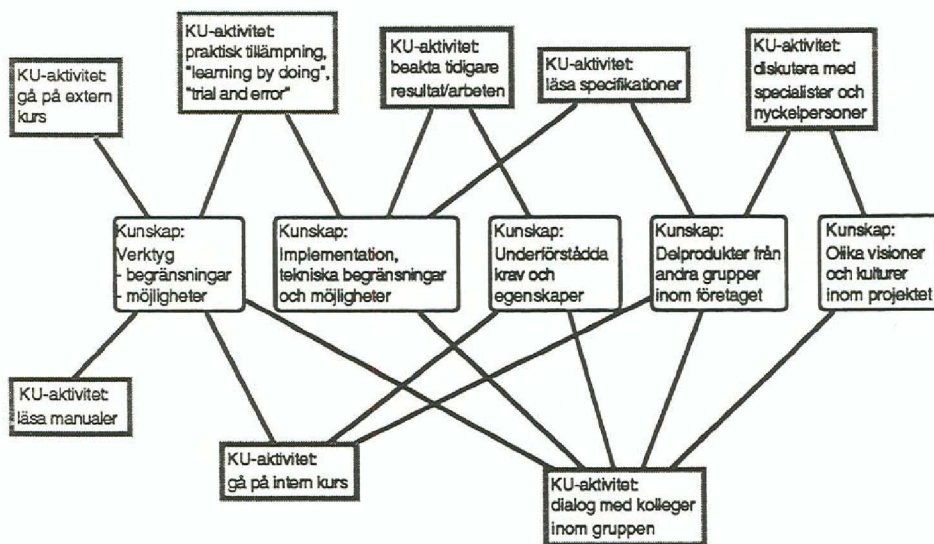 KU-aktivitet:
gå på extern
kurs
KU-aktivitet:
praktisk tillämpning,
"learning by doing",
"trial and error"
KU-aktivitet:
beakta tidigare
resultat/arbeten
KU-aktivitet:
läsa specifikationer
KU-aktivitet:
diskutera med
specialister och
nyckelpersoner
Kunskap:
Verktyg
- begränsningar
- möjligheter
Kunskap:
Implementation,
tekniska begränsningar
och möjligheter
Kunskap:
Underförstådda
krav och
egenskaper
Kunskap:
Delprodukter från
andra grupper
inom företaget
Kunskap:
Olika visioner
och kulturer
inom projektet
KU-aktivitet:
läsa manualer
KU-aktivitet:
gå på intern kurs
KU-aktivitet:
dialog med kolleger
inom gruppen